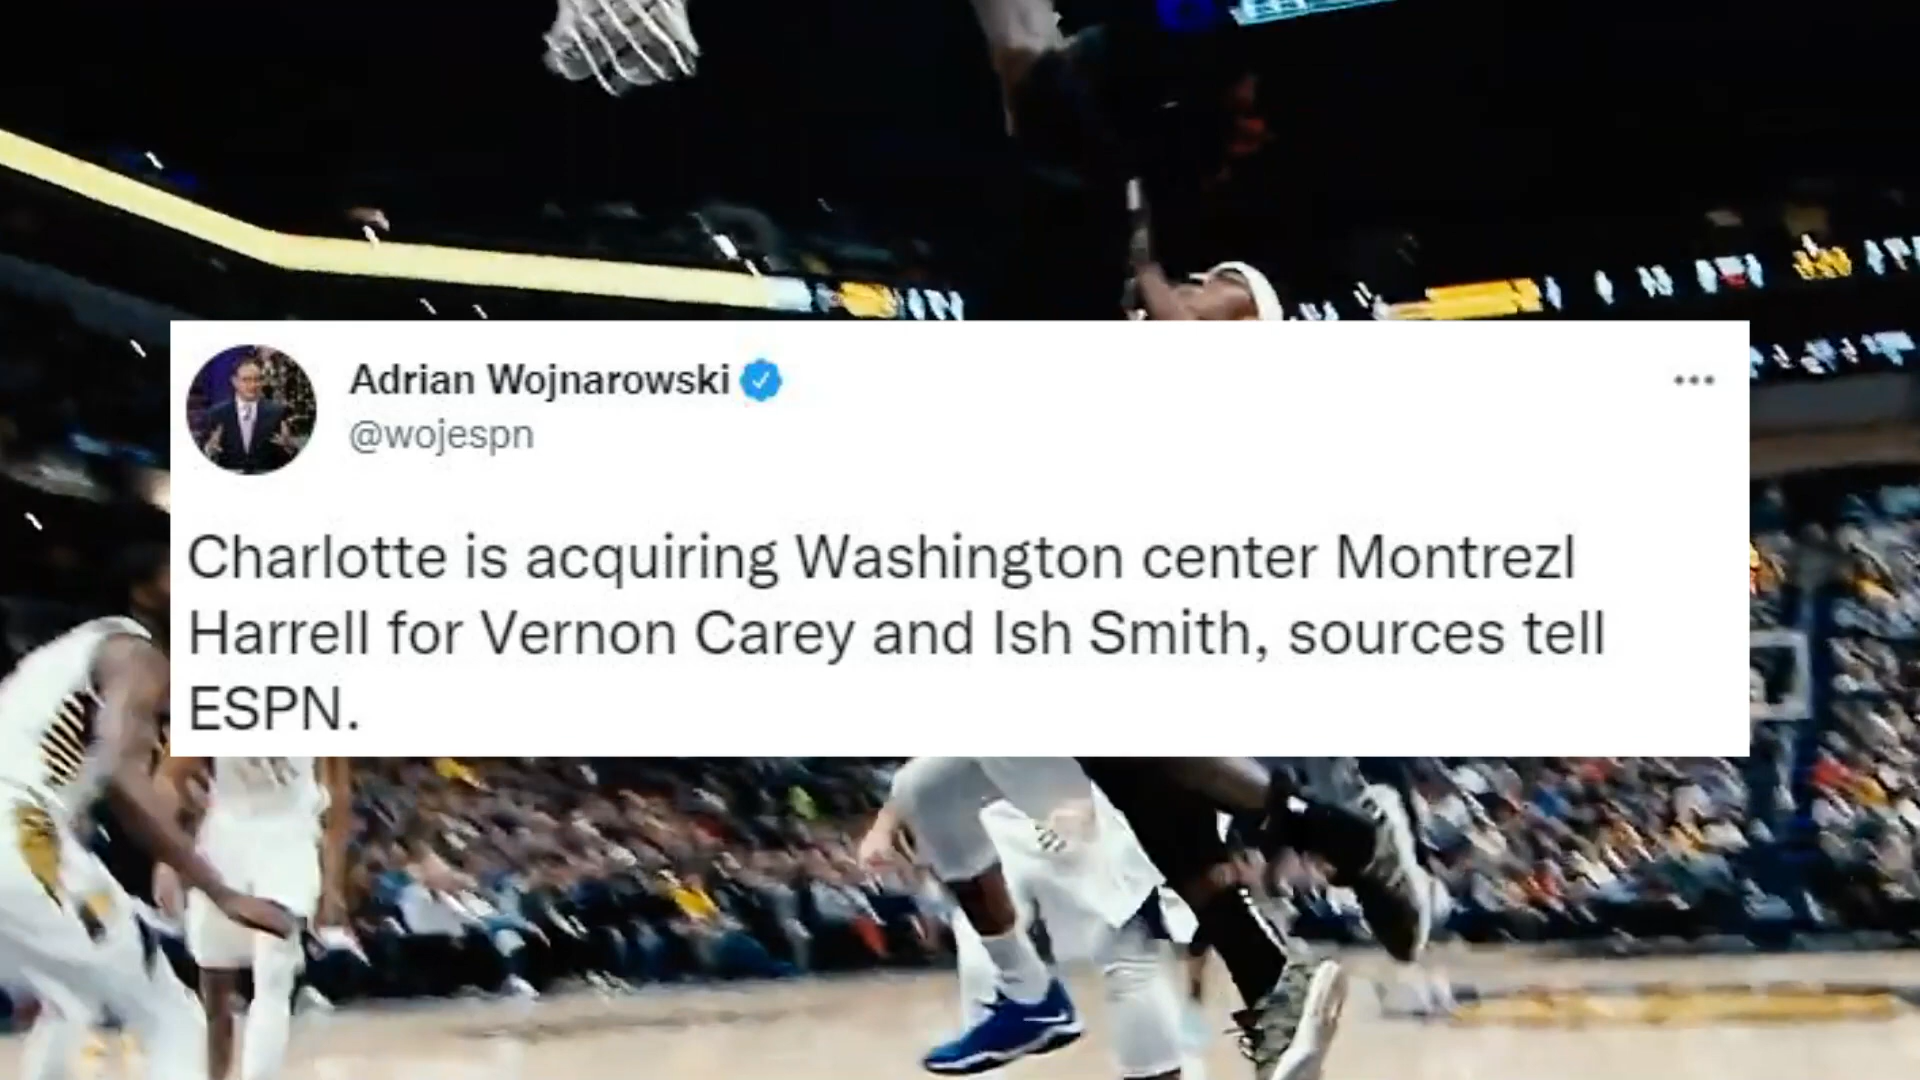 Adrian Wojnarowski
@wojespn
Charlotte is acquiring Washington center Montrezl
Harrell for Vernon Carey and Ish Smith, sources tell
ESPN.